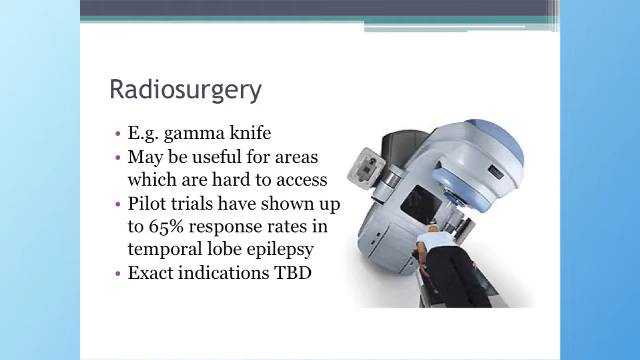 Radiosurgery
• E.g. gamma knife
• May be useful for areas
which are hard to access
• Pilot trials have shown up
to 65% response rates in
temporal lobe epilepsy
• Exact indications TBD